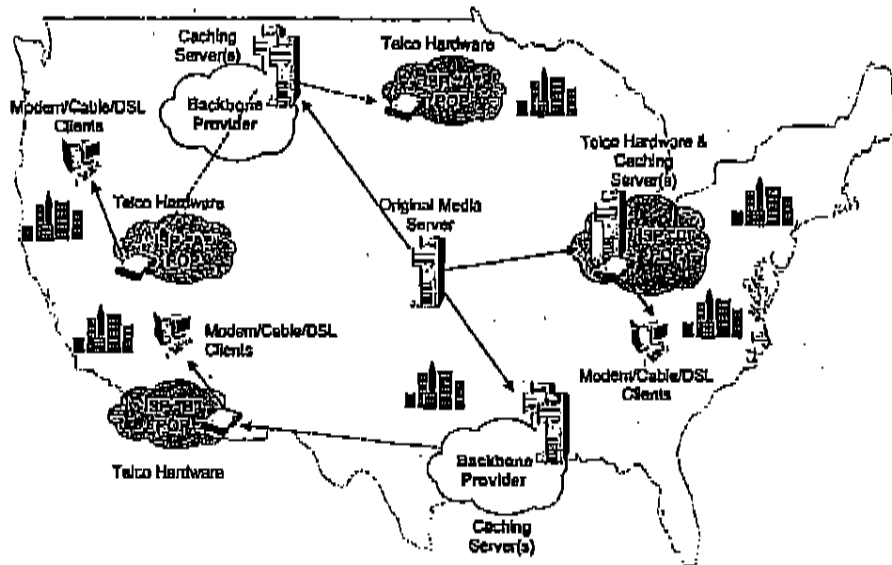 Caching
Server(s)
Telco Hardware
Backbone
Provider
Modem/Cable/DSL
Clients
Telco Hardware &
Caching
Server(s)
Telco Hardware
Original Media
Server
Modem/Cable/DSL
Clients
Modem/Cable/DSL
Clients
Telco Hardware
Backbone
Provider
Caching
Server(s)